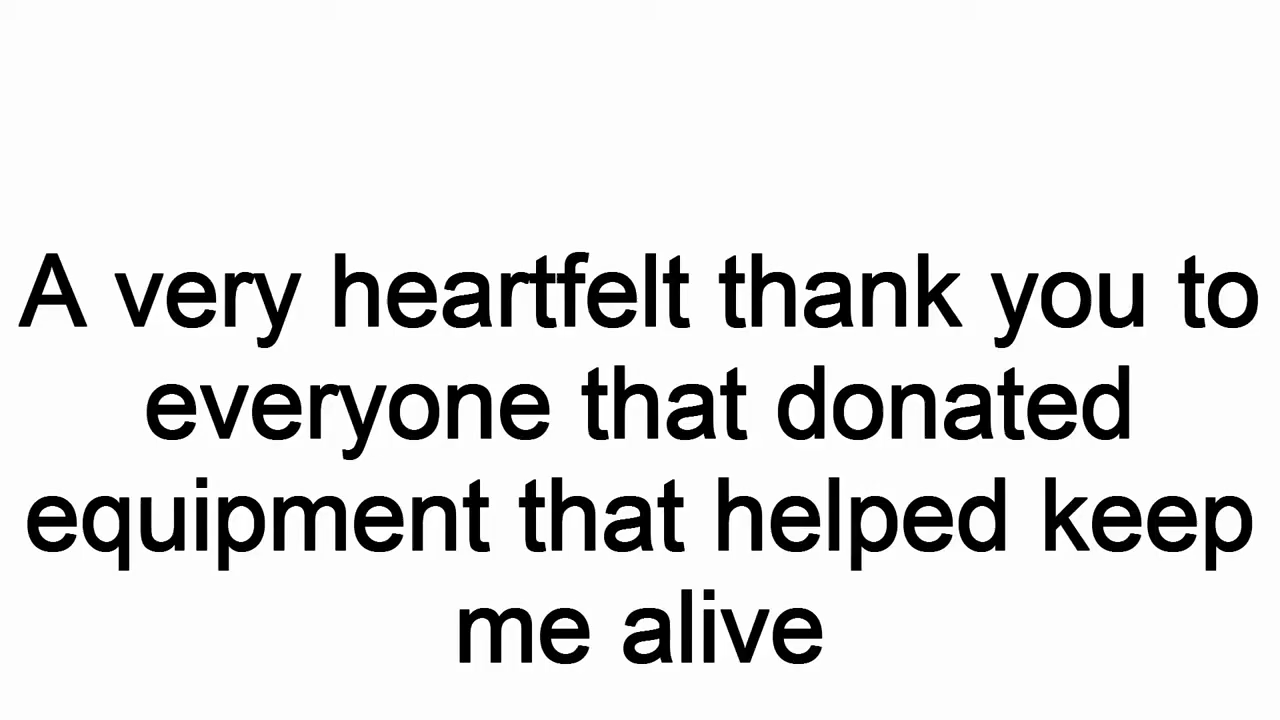 A very heartfelt thank you to
everyone that donated
equipment that helped keep
me alive